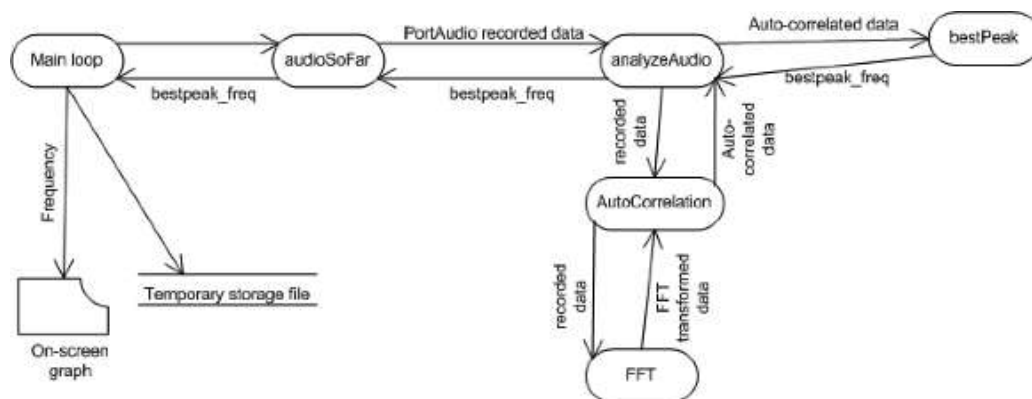 Main loop
audioSoFar
PortAudio recorded data
analyzeAudio
Auto-correlated data
bestPeak
bestpeak_freq
bestpeak_freq
bestpeak_freq
Frequency
recorded
data
Auto-
correlated
data
AutoCorrelation
On-screen
graph
Temporary storage file
recorded
data
FFT
transformed
data
FFT